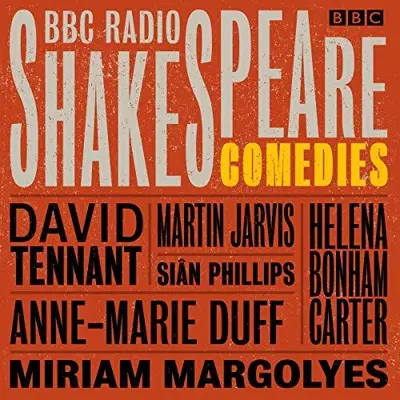 BBC RADIO
BBC
SHAKESPEARE
COMEDIES
DAVID
TENNANT
MARTIN JARVIS
SIÂN PHILLIPS
HELENA
BONHAM
CARTER
ANNE-MARIE DUFF
MIRIAM MARGOLYES